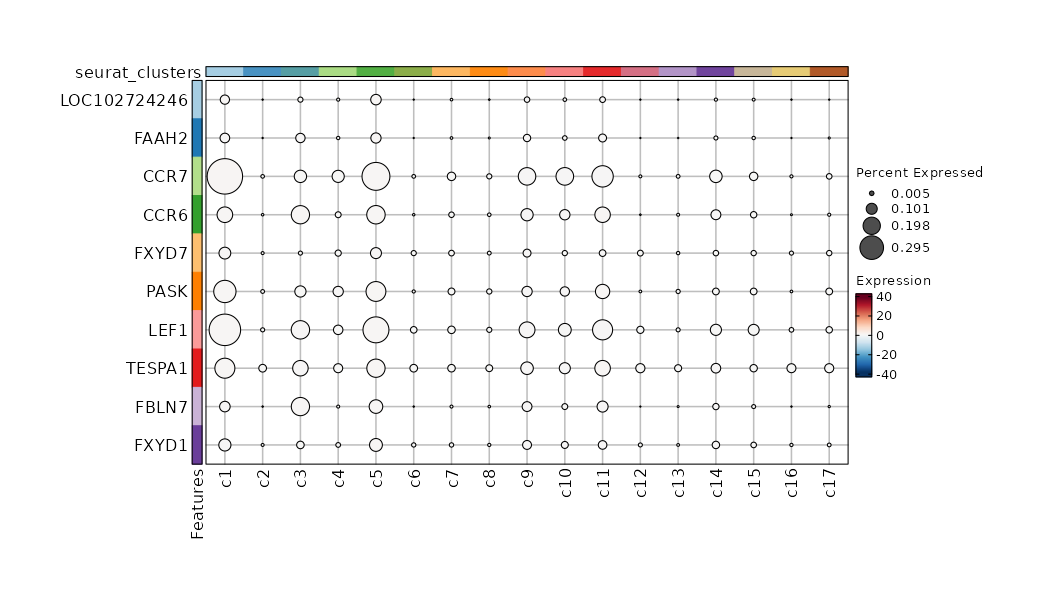 seurat_clusters
LOC102724246
FAAH2
CCR7
CCR6
FXYD7
PASK
LEF1
TESPA1
FBLN7
FXYD1
Features
c1 c2 c3 c4 c5 c6 c7 c8 c9 c10 c11 c12 c13 c14 c15 c16 c17
Percent Expressed
0.005
0.101
0.198
0.295
Expression
40
20
0
-20
-40